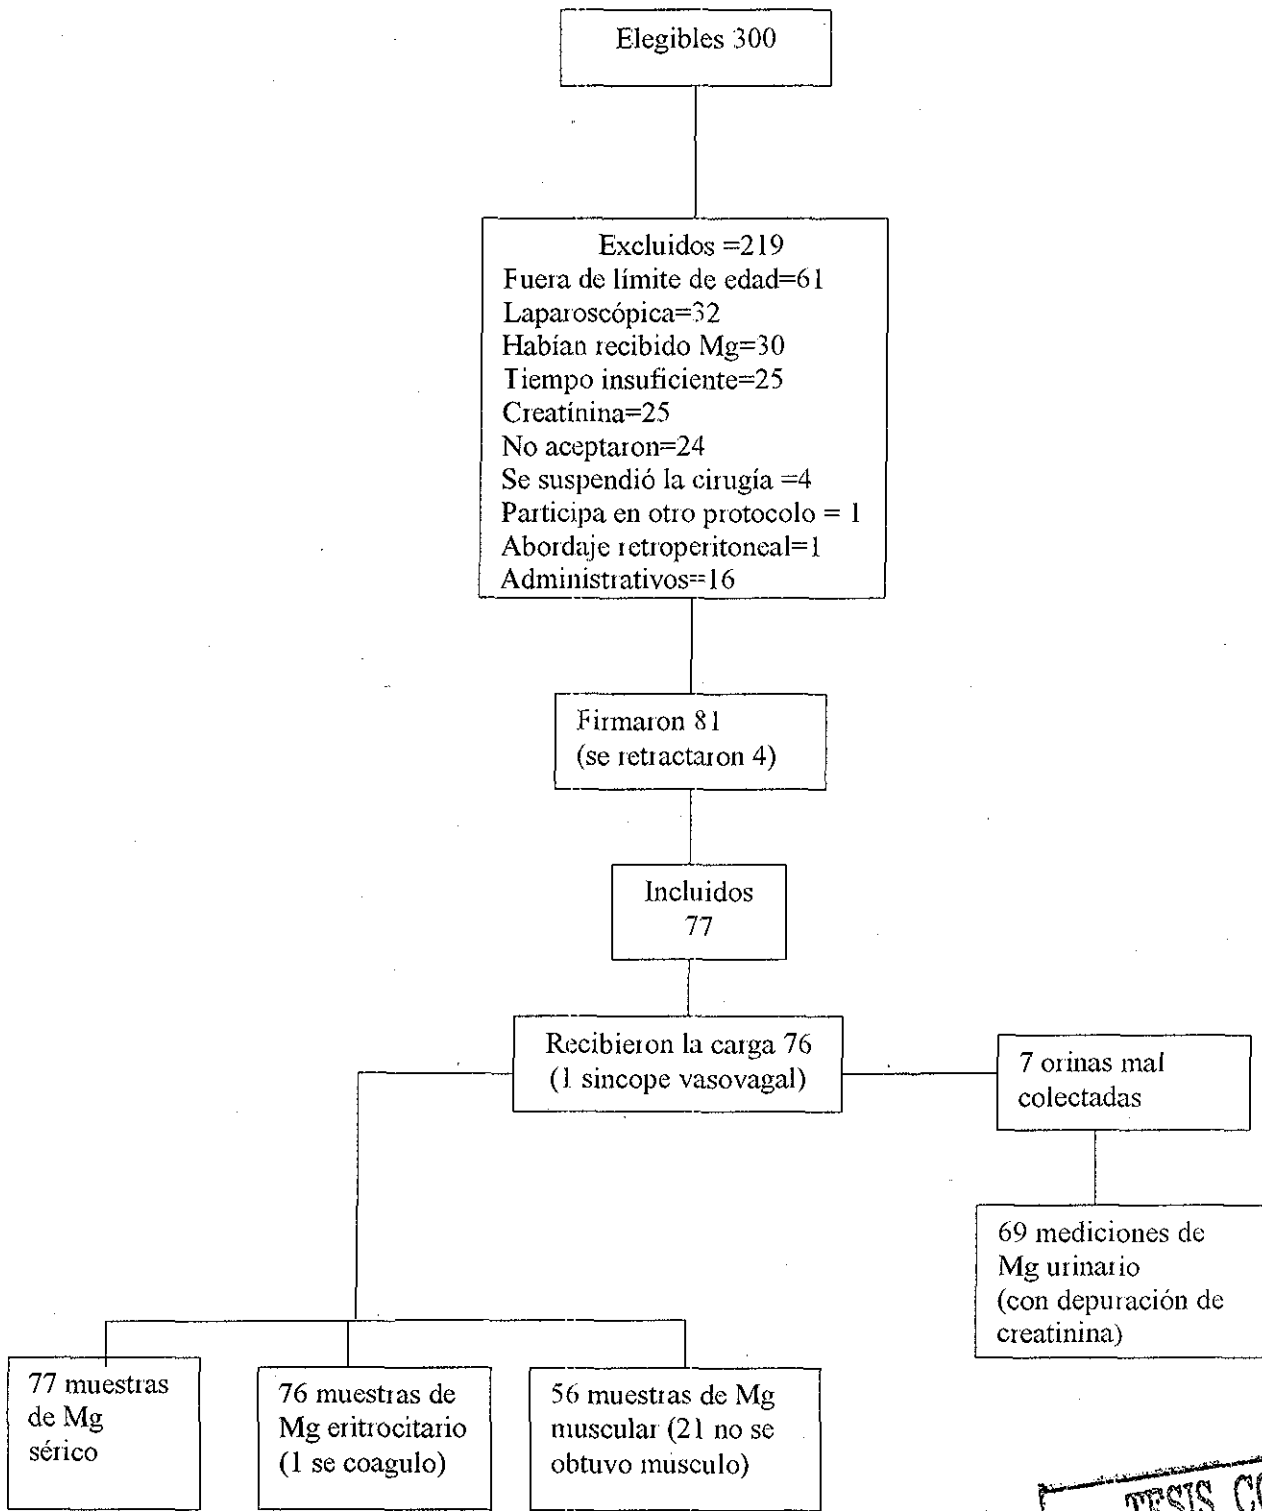 Elegibles 300
Excluidos =219
Fuera de límite de edad=61
Laparoscópica=32
Habían recibido Mg=30
Tiempo insuficiente=25
Creatínina=25
No aceptaron=24
Se suspendió la cirugía =4
Participa en otro protocolo = 1
Abordaje retroperitoneal=1
Administrativos=16
Firmaron 81
(se retractaron 4)
Incluidos
77
Recibieron la carga 76
(1 sincope vasovagal)
7 orinas mal
colectadas
69 mediciones de
Mg urinario
(con depuración de
creatinina)
77 muestras
de Mg
sérico
76 muestras de
Mg eritrocitario
(1 se coagulo)
56 muestras de Mg
muscular (21 no se
obtuvo musculo)
TESIS CO